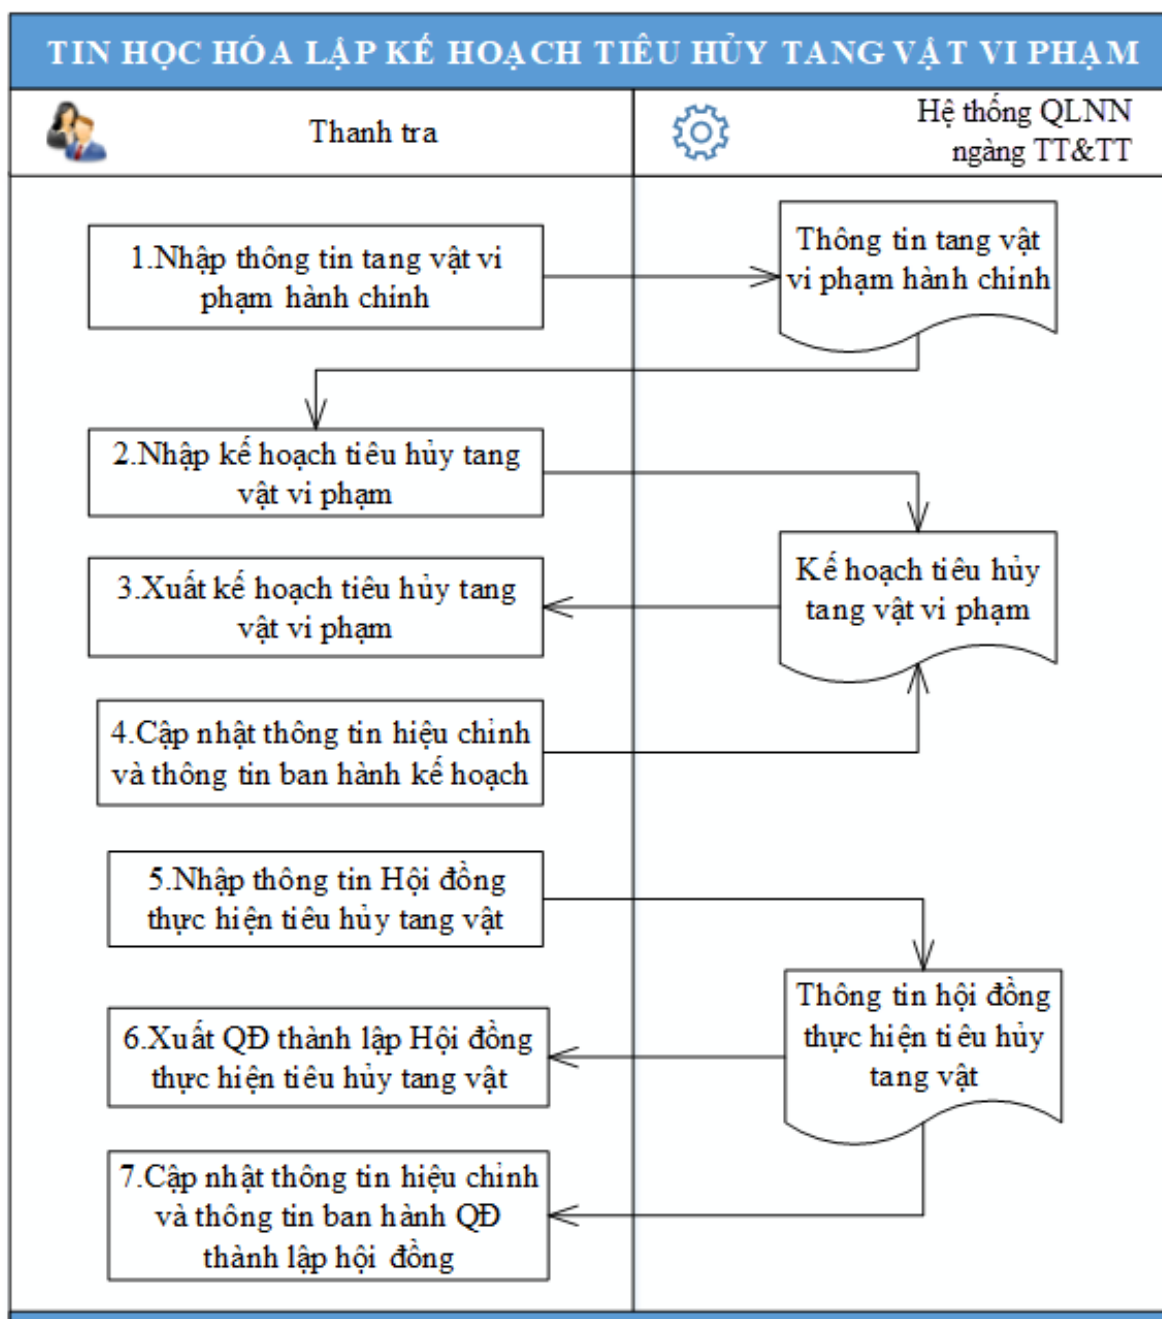 TIN HỌC HÓA LẬP KẾ HOẠCH TIÊU HỦY TANG VẬT VI PHẠM
Thanh tra
Hệ thống QLNN
ngàng TT&TT
1.Nhập thông tin tang vật vi
phạm hành chính
Thông tin tang vật
vi phạm hành chính
2.Nhập kế hoạch tiêu hủy tang
vật vi phạm
Kế hoạch tiêu hủy
tang vật vi phạm
3.Xuất kế hoạch tiêu hủy tang
vật vi phạm
4.Cập nhật thông tin hiệu chỉnh
và thông tin ban hành kế hoạch
5.Nhập thông tin Hội đồng
thực hiện tiêu hủy tang vật
Thông tin hội đồng
thực hiện tiêu hủy
tang vật
6.Xuất QĐ thành lập Hội đồng
thực hiện tiêu hủy tang vật
7.Cập nhật thông tin hiệu chỉnh
và thông tin ban hành QĐ
thành lập hội đồng